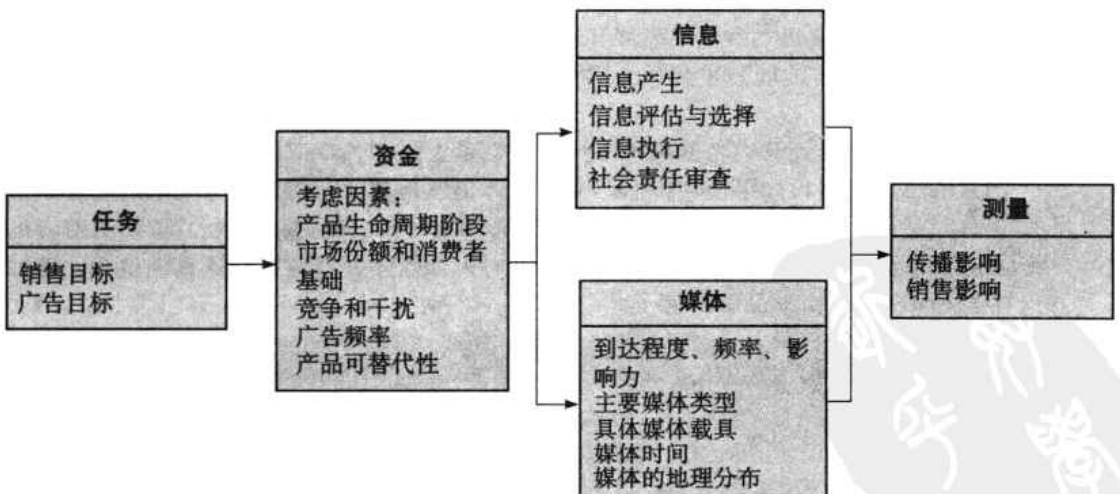 任务
销售目标
广告目标
资金
考虑因素：
产品生命周期阶段
市场份额和消费者
基础
竞争和干扰
广告频率
产品可替代性
信息
信息产生
信息评估与选择
信息执行
社会责任审查
媒体
到达程度、频率、影
响力
主要媒体类型
具体媒体载具
媒体时间
媒体的地理分布
测量
传播影响
销售影响